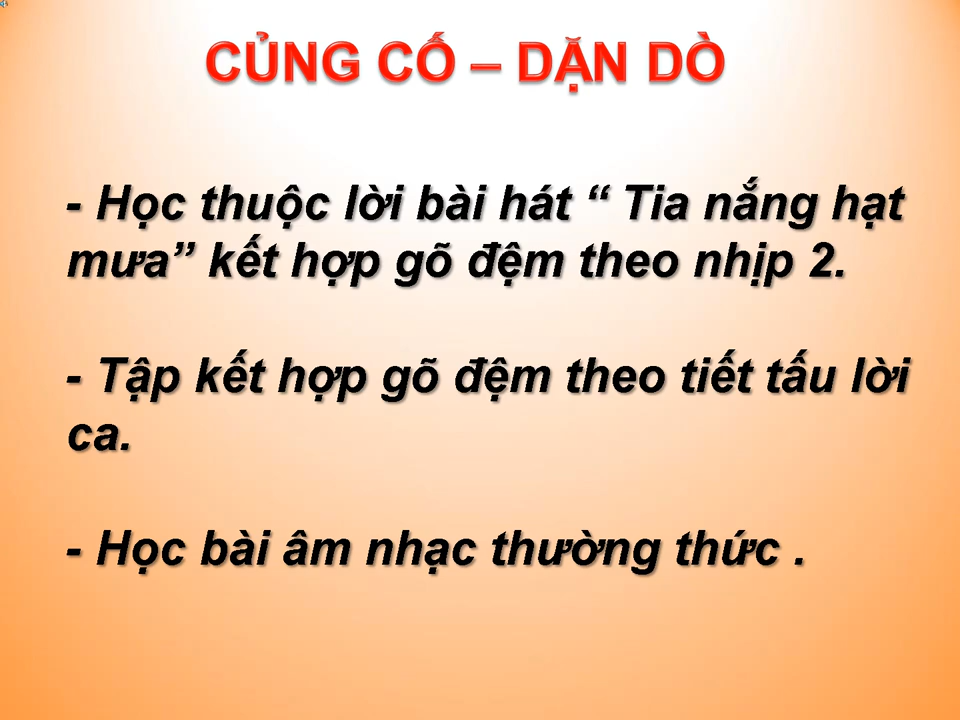 CỦNG CỐ – DẶN DÒ
- Học thuộc lời bài hát “ Tia nắng hạt
mưa” kết hợp gõ đệm theo nhịp 2.
- Tập kết hợp gõ đệm theo tiết tấu lời
ca.
- Học bài âm nhạc thường thức .